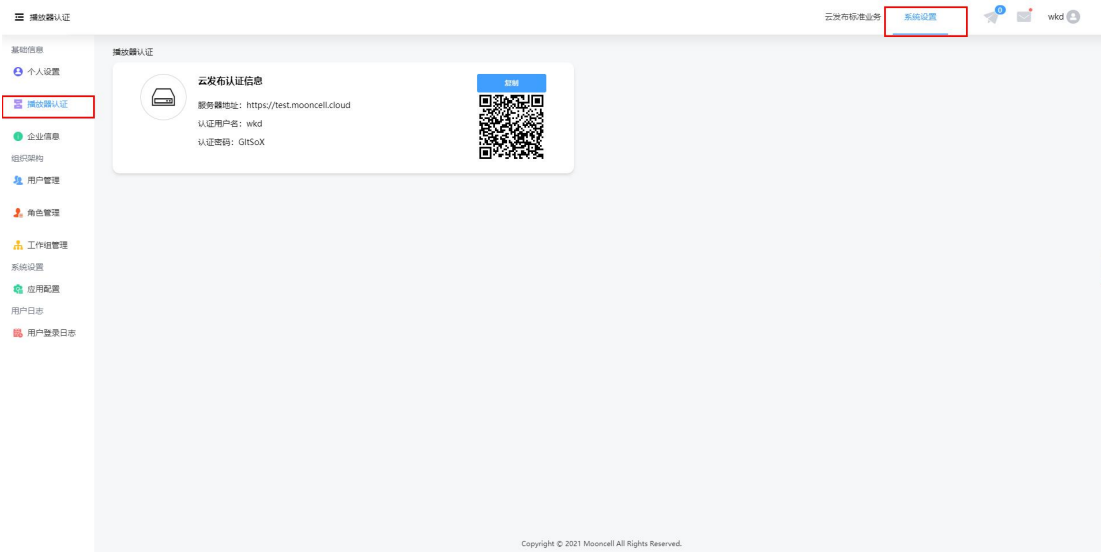 播放器认证
云发布标准业务
系统设置
0
wkd
基础信息
个人设置
播放器认证
企业信息
组织架构
用户管理
角色管理
工作组管理
系统设置
应用配置
用户日志
用户登录日志
播放器认证
云发布认证信息
复制
服务器地址：https://test.mooncell.cloud
认证用户名：wkd
认证密码：GltSoX
Copyright © 2021 Mooncell All Rights Reserved.